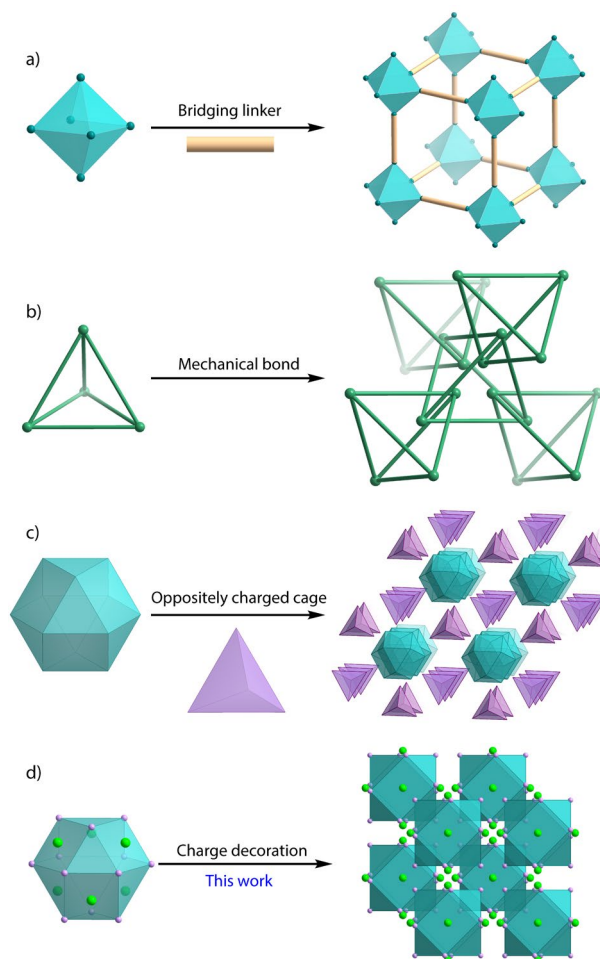 a)
Bridging linker
b)
Mechanical bond
c)
Oppositely charged cage
d)
Charge decoration
This work